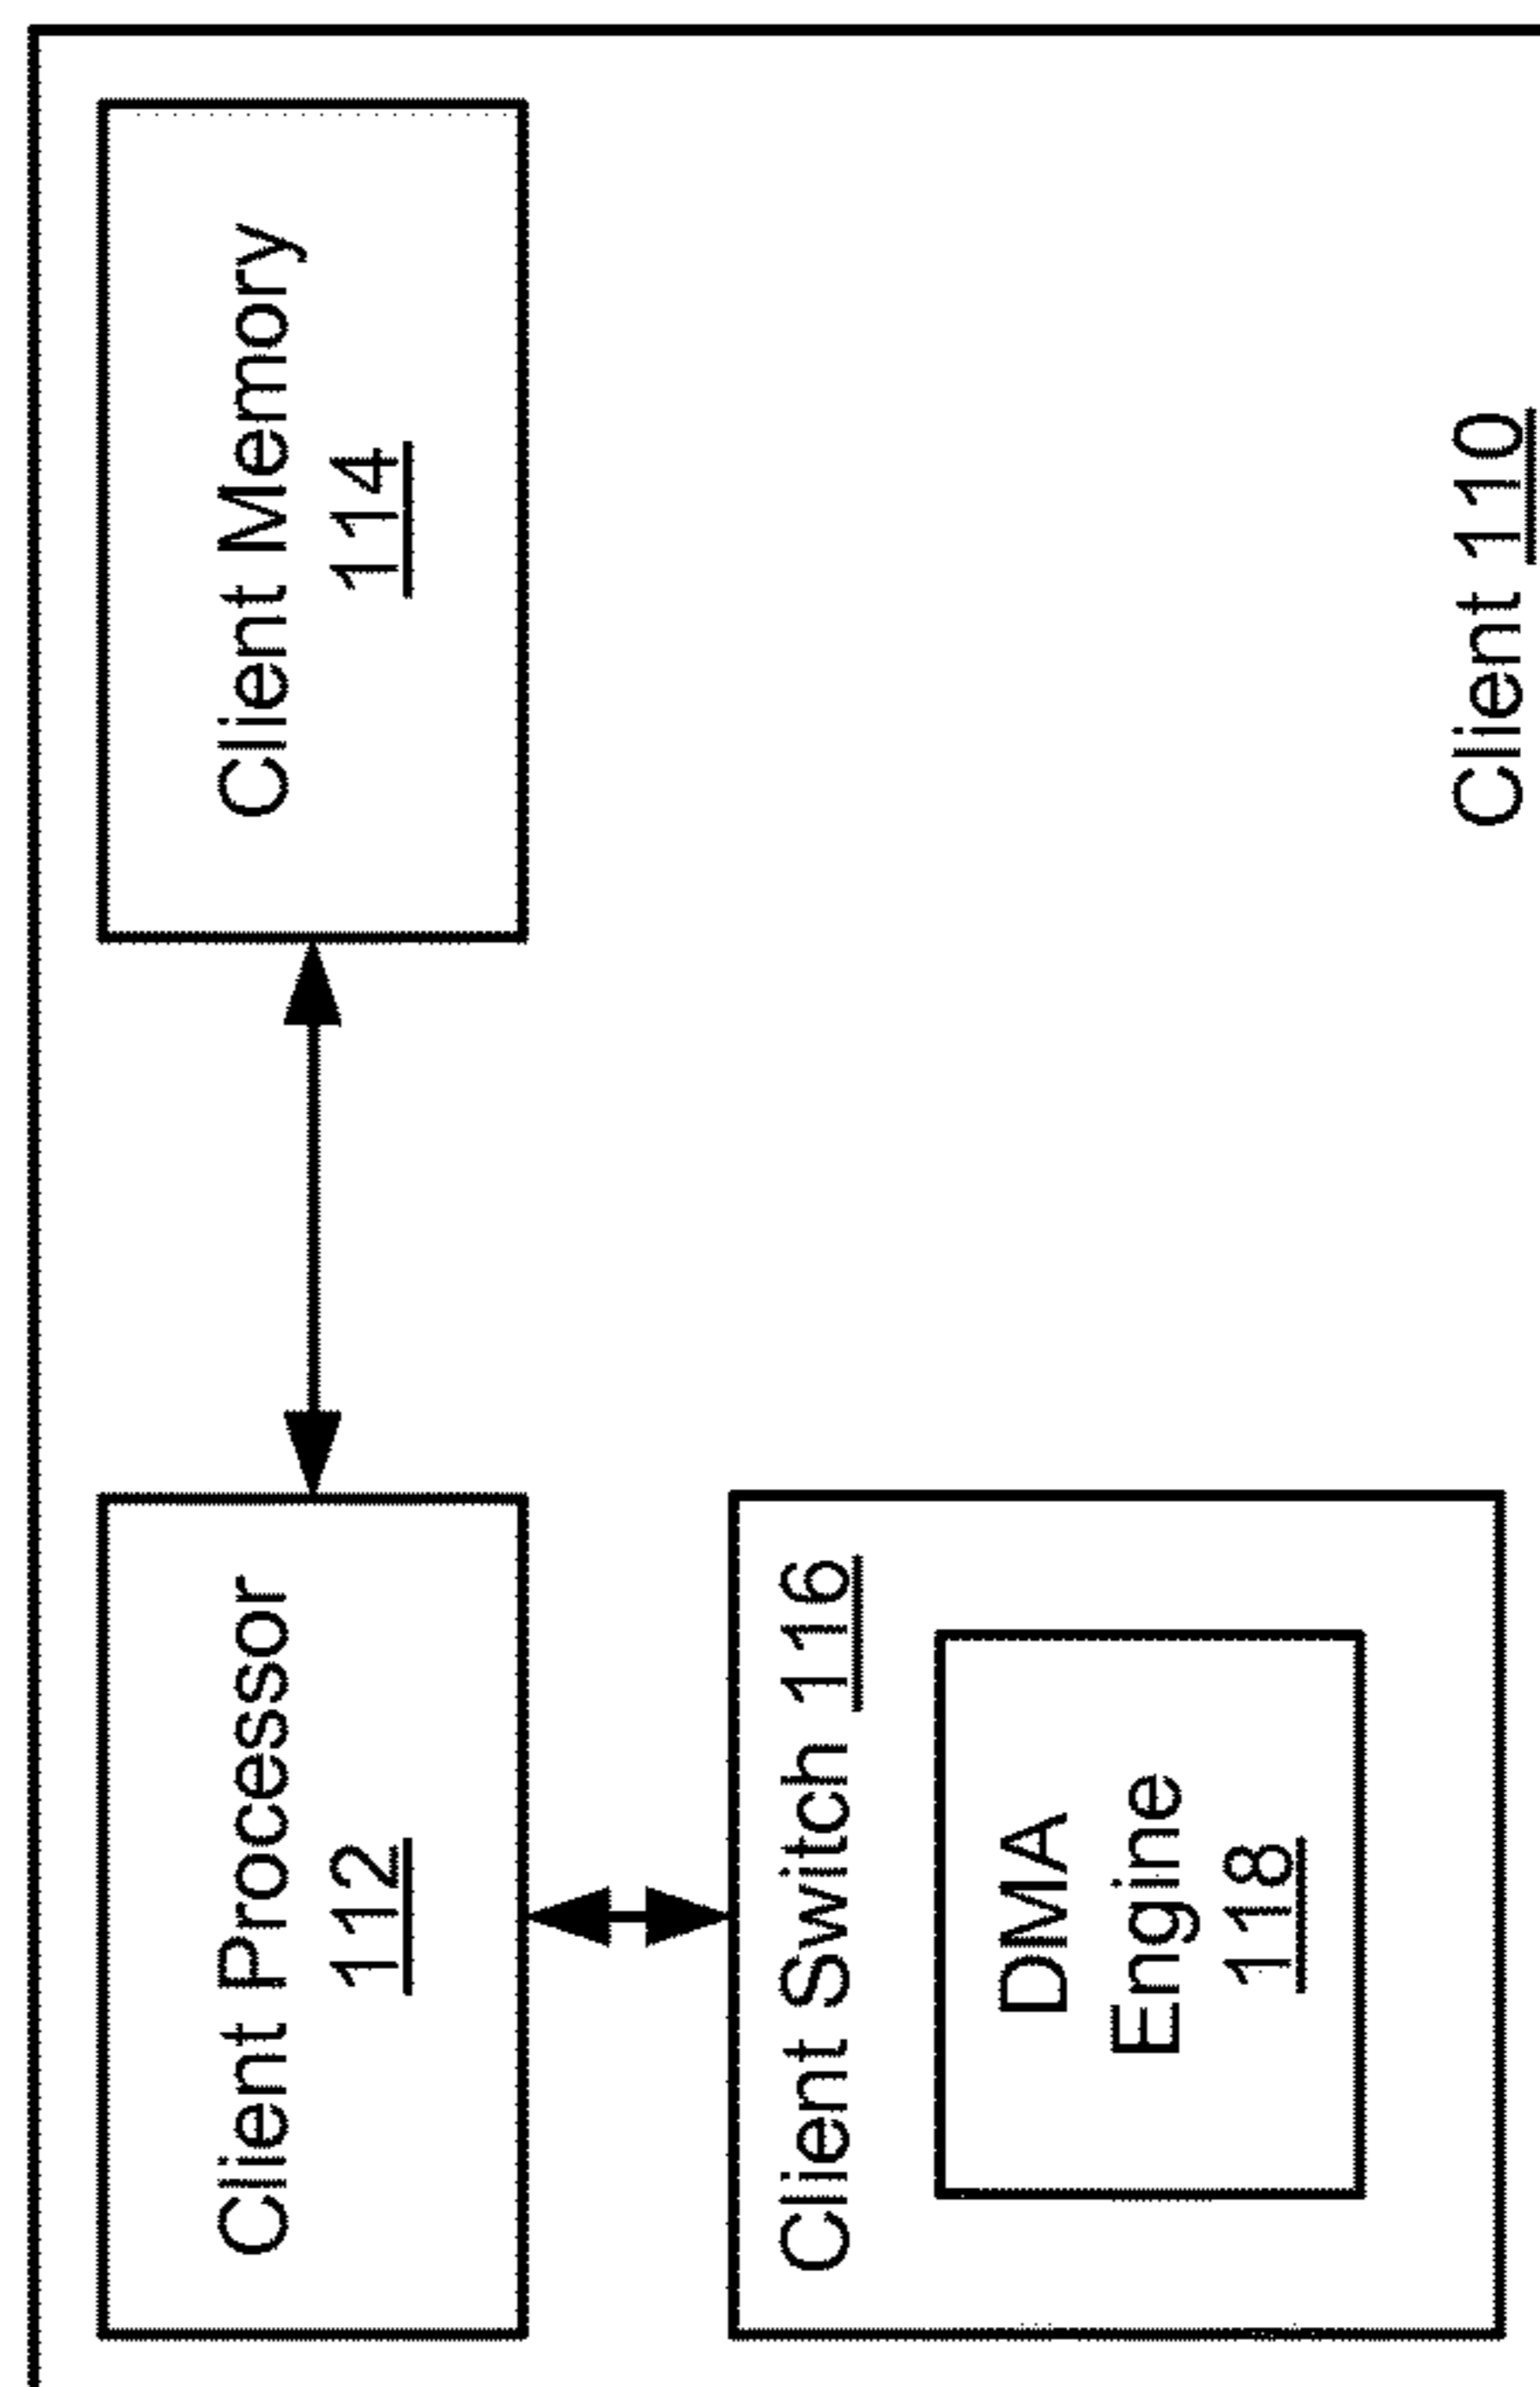 Client Processor
112
Client Memory
114
Client Switch 116
DMA
Engine
118
Client 110